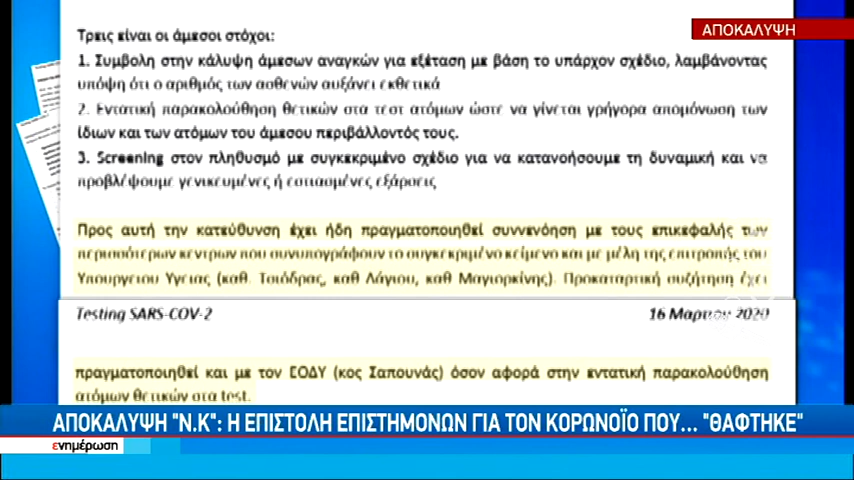 ΑΠΟΚΑΛΥΨΗ
Τρεις είναι οι άμεσοι στόχοι:
1. Συμβολή στην κάλυψη άμεσων αναγκών για εξέταση με βάση το υπάρχον σχέδιο, λαμβάνοντας
υπόψη ότι ο αριθμός των ασθενών αυξάνει εκθετικά
2. Εντατική παρακολούθηση θετικών στα τεστ ατόμων ώστε να γίνεται γρήγορα απομόνωση των
ίδιων και των ατόμων του άμεσου περιβάλλοντός τους.
3. Screening στον πληθυσμό με συγκεκριμένο σχέδιο για να κατανοήσουμε τη δυναμική και να
προβλέψουμε γενικευμένες ή εστιασμένες εξάρσεις
Προς αυτή την κατεύθυνση έχει ήδη πραγματοποιηθεί συννενόηση με τους επικεφαλής των
περισσότερων κεντρων που συνυπογράφουν το συγκεκριμένο κείμενο και με μέλη της επιτροπής του
Υπουργειου Υγειας (καθ. Τσιόδρας, καθ Λάγιου, καθ Μαγιορκίνης). Προκαταρτική συζήτηση έχει
Testing SARS-COV-2 16 Μαρτιου 2020
πραγματοποιηθεί και με τον ΕΟΔΥ (κος Σαπουνάς) όσον αφορά στην εντατική παρακολούθηση
ατόμων θετικών στα test.
ΑΠΟΚΑΛΥΨΗ "Ν.Κ": Η ΕΠΙΣΤΟΛΗ ΕΠΙΣΤΗΜΟΝΩΝ ΓΙΑ ΤΟΝ ΚΟΡΩΝΟΪΟ ΠΟΥ... "ΘΑΦΤΗΚΕ"
ενημέρωση